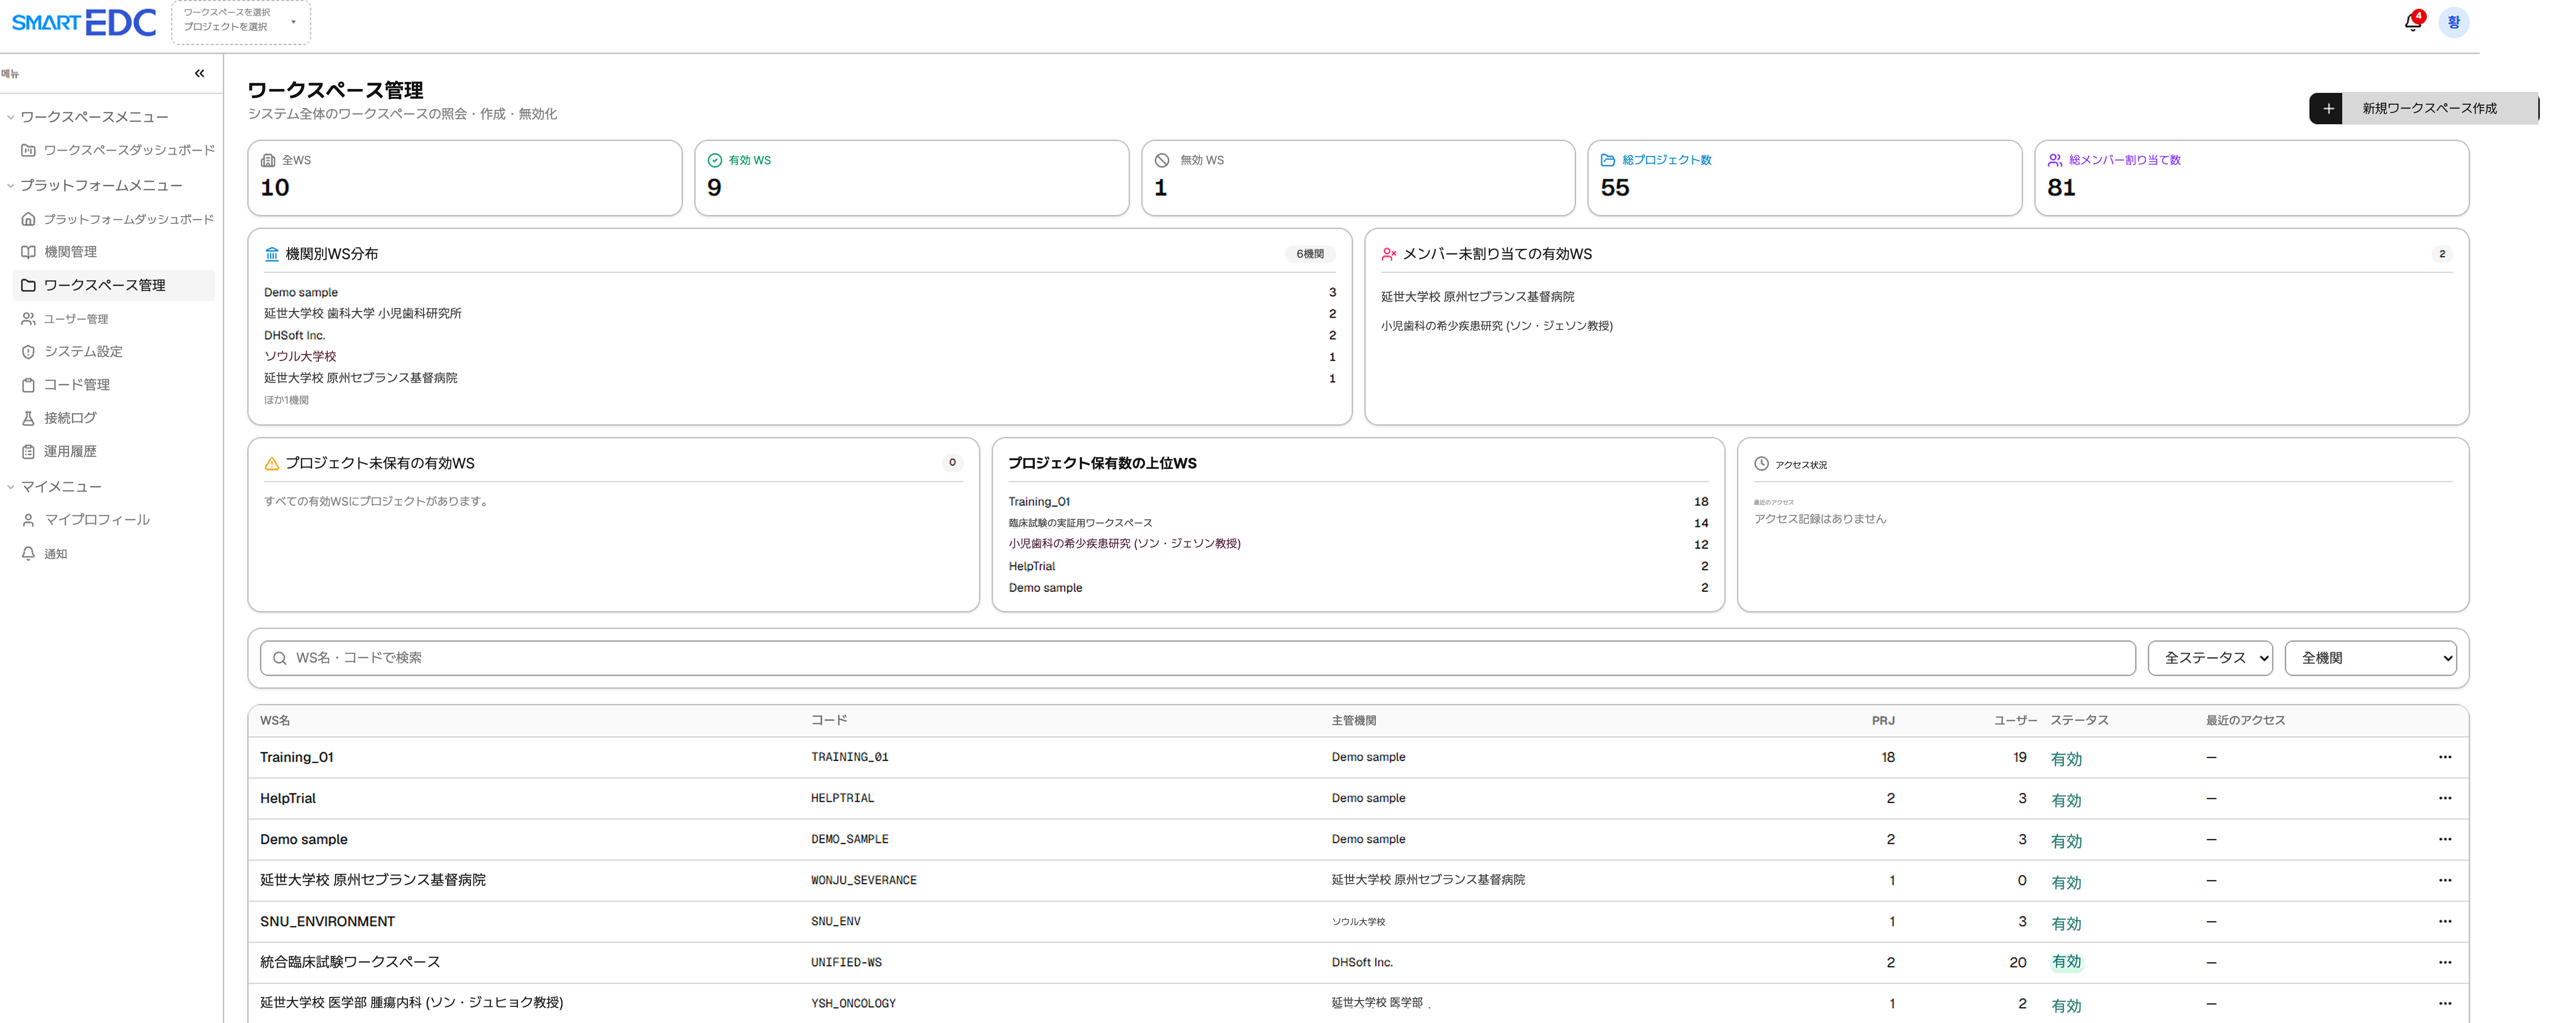 SMART EDC
ワークスペースを選択
プロジェクトを選択
4
황
메뉴
ワークスペースメニュー
ワークスペースダッシュボード
プラットフォームメニュー
プラットフォームダッシュボード
機関管理
ワークスペース管理
ユーザー管理
システム設定
コード管理
接続ログ
運用履歴
マイメニュー
マイプロフィール
通知
ワークスペース管理
システム全体のワークスペースの照会・作成・無効化
+ 新規ワークスペース作成
全WS
10
有効 WS
9
無効 WS
1
総プロジェクト数
55
総メンバー割り当て数
81
機関別WS分布 6機関
Demo sample 3
延世大学校 歯科大学 小児歯科研究所 2
DHSoft Inc. 2
ソウル大学校 1
延世大学校 原州セブランス基督病院 1
ほか1機関
メンバー未割り当ての有効WS 2
延世大学校 原州セブランス基督病院
小児歯科の希少疾患研究 (ソン・ジェソン教授)
プロジェクト未保有の有効WS 0
すべての有効WSにプロジェクトがあります。
プロジェクト保有数の上位WS
Training_01 18
臨床試験の実証用ワークスペース 14
小児歯科の希少疾患研究 (ソン・ジェソン教授) 12
HelpTrial 2
Demo sample 2
アクセス状況
最近のアクセス
アクセス記録はありません
WS名・コードで検索
全ステータス
全機関
WS名 コード 主管機関 PRJ ユーザー ステータス 最近のアクセス
Training_01 TRAINING_01 Demo sample 18 19 有効 — ···
HelpTrial HELPTRIAL Demo sample 2 3 有効 — ···
Demo sample DEMO_SAMPLE Demo sample 2 3 有効 — ···
延世大学校 原州セブランス基督病院 WONJU_SEVERANCE 延世大学校 原州セブランス基督病院 1 0 有効 — ···
SNU_ENVIRONMENT SNU_ENV ソウル大学校 1 3 有効 — ···
統合臨床試験ワークスペース UNIFIED-WS DHSoft Inc. 2 20 有効 — ···
延世大学校 医学部 腫瘍内科 (ソン・ジュヒョク教授) YSH_ONCOLOGY 延世大学校 医学部 1 2 有効 — ···